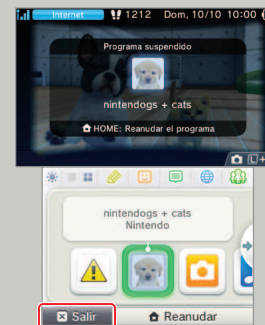 Internet 1212 Dom, 10/10 10:00
Programa suspendido
nintendogs + cats
HOME: Reanudar el programa
L +
nintendogs + cats
Nintendo
Salir
Reanudar